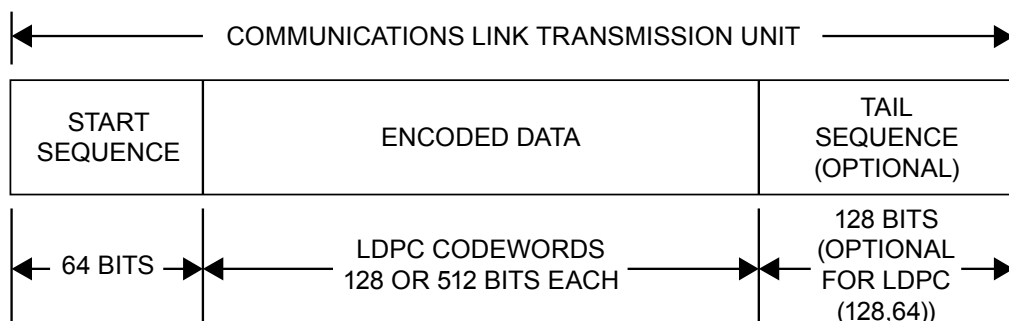 COMMUNICATIONS LINK TRANSMISSION UNIT
START
SEQUENCE
ENCODED DATA
TAIL
SEQUENCE
(OPTIONAL)
64 BITS
LDPC CODEWORDS
128 OR 512 BITS EACH
128 BITS
(OPTIONAL
FOR LDPC
(128,64))